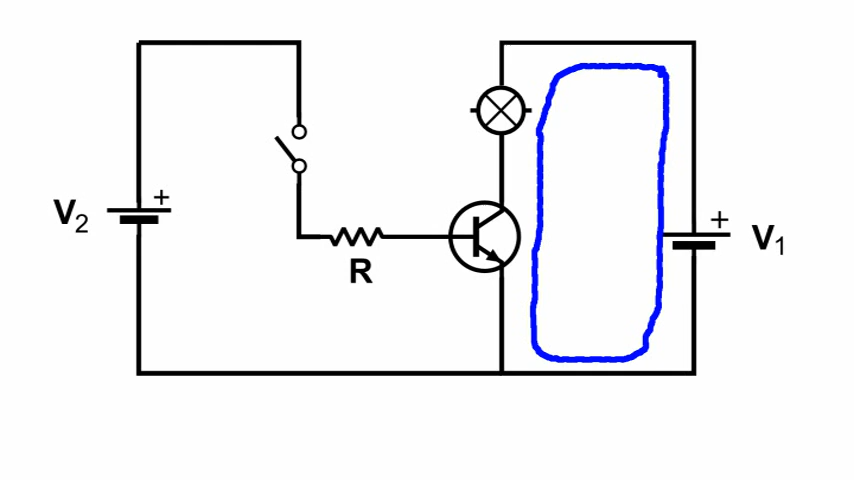 +
+
V₂
V₁
R